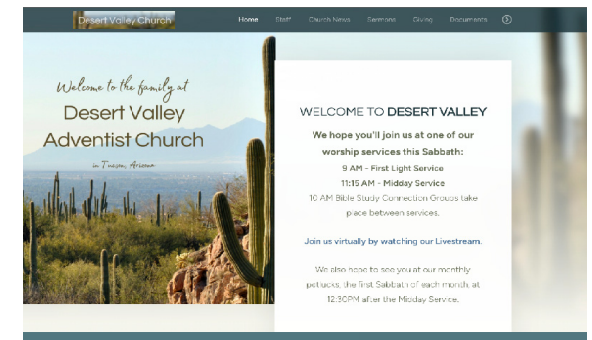 Desert Valley Church
Home Staff Church News Sermons Giving Documents
Welcome to the family at
Desert Valley
Adventist Church
in Tucson, Arizona
WELCOME TO DESERT VALLEY
We hope you'll join us at one of our
worship services this Sabbath:
9 AM - First Light Service
11:15 AM - Midday Service
10 AM Bible Study Connection Groups take
place between services.
Join us virtually by watching our Livestream.
We also hope to see you at our monthly
potlucks, the first Sabbath of each month, at
12:30PM after the Midday Service.